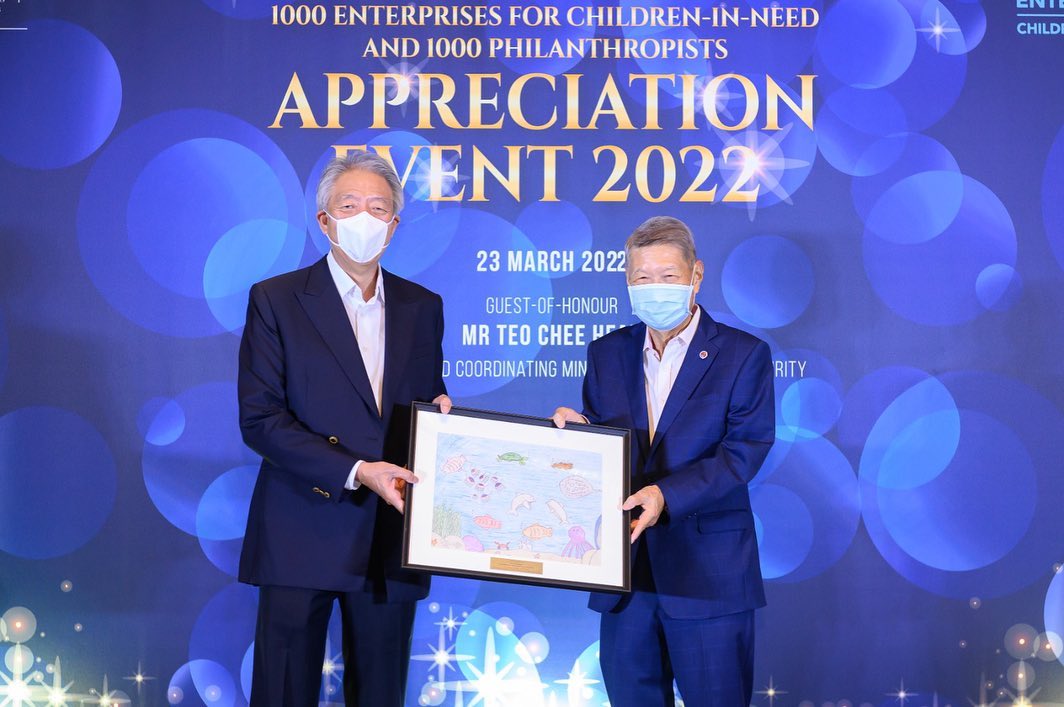 1000 ENTERPRISES FOR CHILDREN-IN-NEED
AND 1000 PHILANTHROPISTS
APPRECIATION
EVENT 2022
23 MARCH 2022
GUEST-OF-HONOUR
MR TEO CHEE
COORDINATING